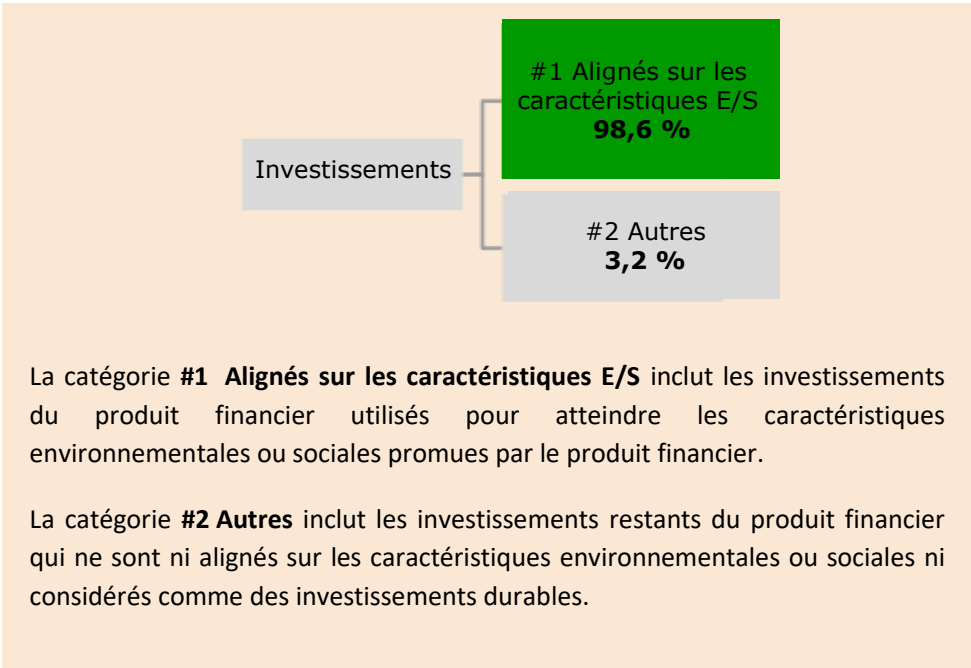 #1 Alignés sur les
caractéristiques E/S
98,6 %
Investissements
#2 Autres
3,2 %
La catégorie #1 Alignés sur les caractéristiques E/S inclut les investissements
du produit financier utilisés pour atteindre les caractéristiques
environnementales ou sociales promues par le produit financier.
La catégorie #2 Autres inclut les investissements restants du produit financier
qui ne sont ni alignés sur les caractéristiques environnementales ou sociales ni
considérés comme des investissements durables.